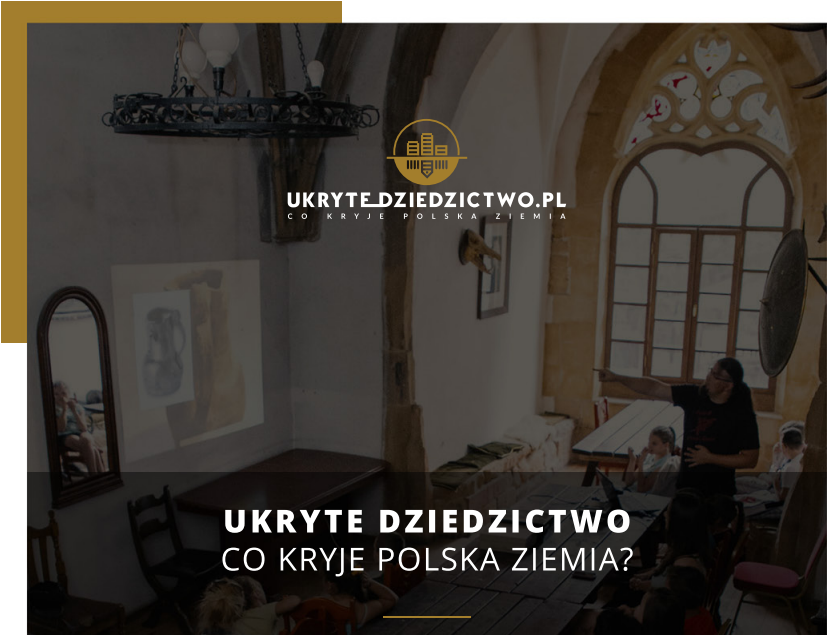 UKRYTE DZIEDZICTWO.PL
CO KRYJE POLSKA ZIEMIA
UKRYTE DZIEDZICTWO
CO KRYJE POLSKA ZIEMIA?